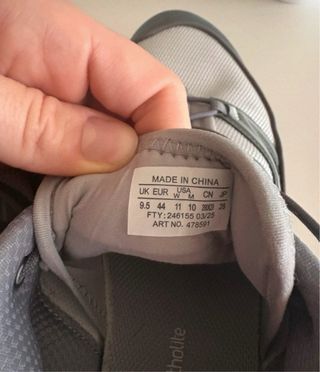 MADE IN CHINA
UK EUR USA W M CN JP
9.5 44 11 10
FTY: 246155 03/25
ART NO. 478591
tholite